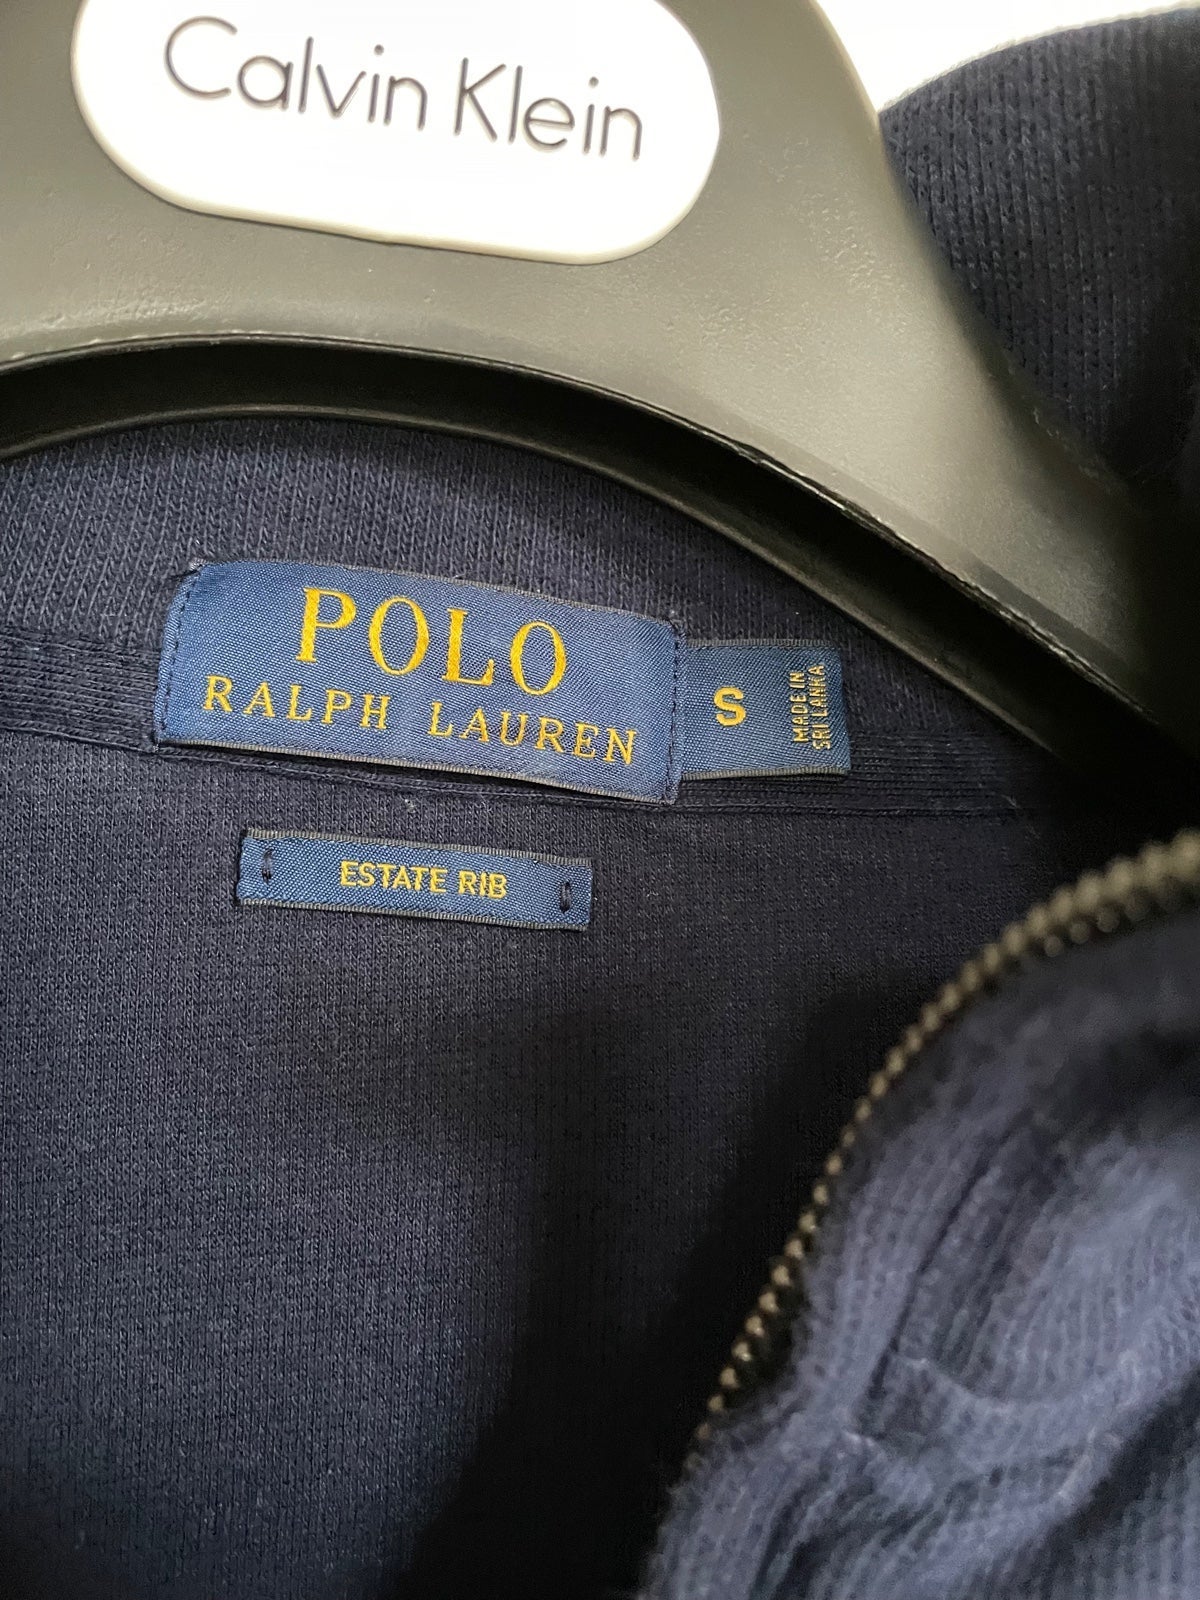 Calvin Klein
POLO
RALPH LAUREN
S
MADE IN
SRI LANKA
ESTATE RIB